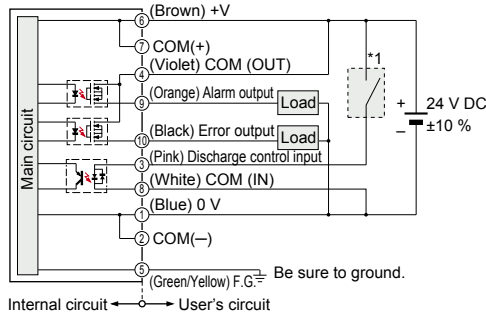 (Brown) +V
6
7 COM(+)
(Violet) COM (OUT)
4
*1
(Orange) Alarm output
9
Load
+
24 V DC
±10 %
–
(Black) Error output
10
Load
(Pink) Discharge control input
3
(White) COM (IN)
8
(Blue) 0 V
1
2 COM(–)
5
(Green/Yellow) F.G.
Be sure to ground.
Main circuit
Internal circuit
User's circuit